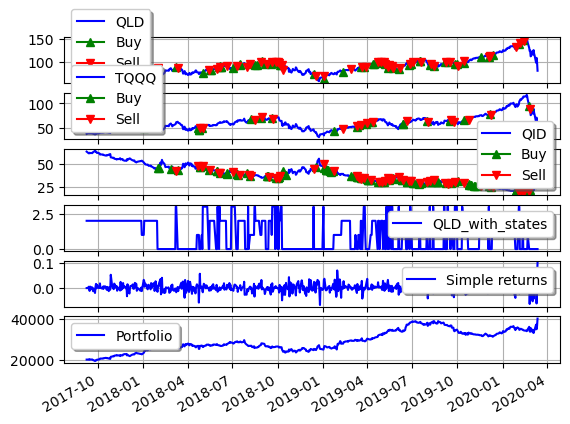 QLD
Buy
Sell
150
100
TQQQ
Buy
Sell
100
50
QID
Buy
Sell
50
25
QLD_with_states
2.5
0.0
Simple returns
0.1
0.0
Portfolio
40000
20000
2017-10
2018-01
2018-04
2018-07
2018-10
2019-01
2019-04
2019-07
2019-10
2020-01
2020-04